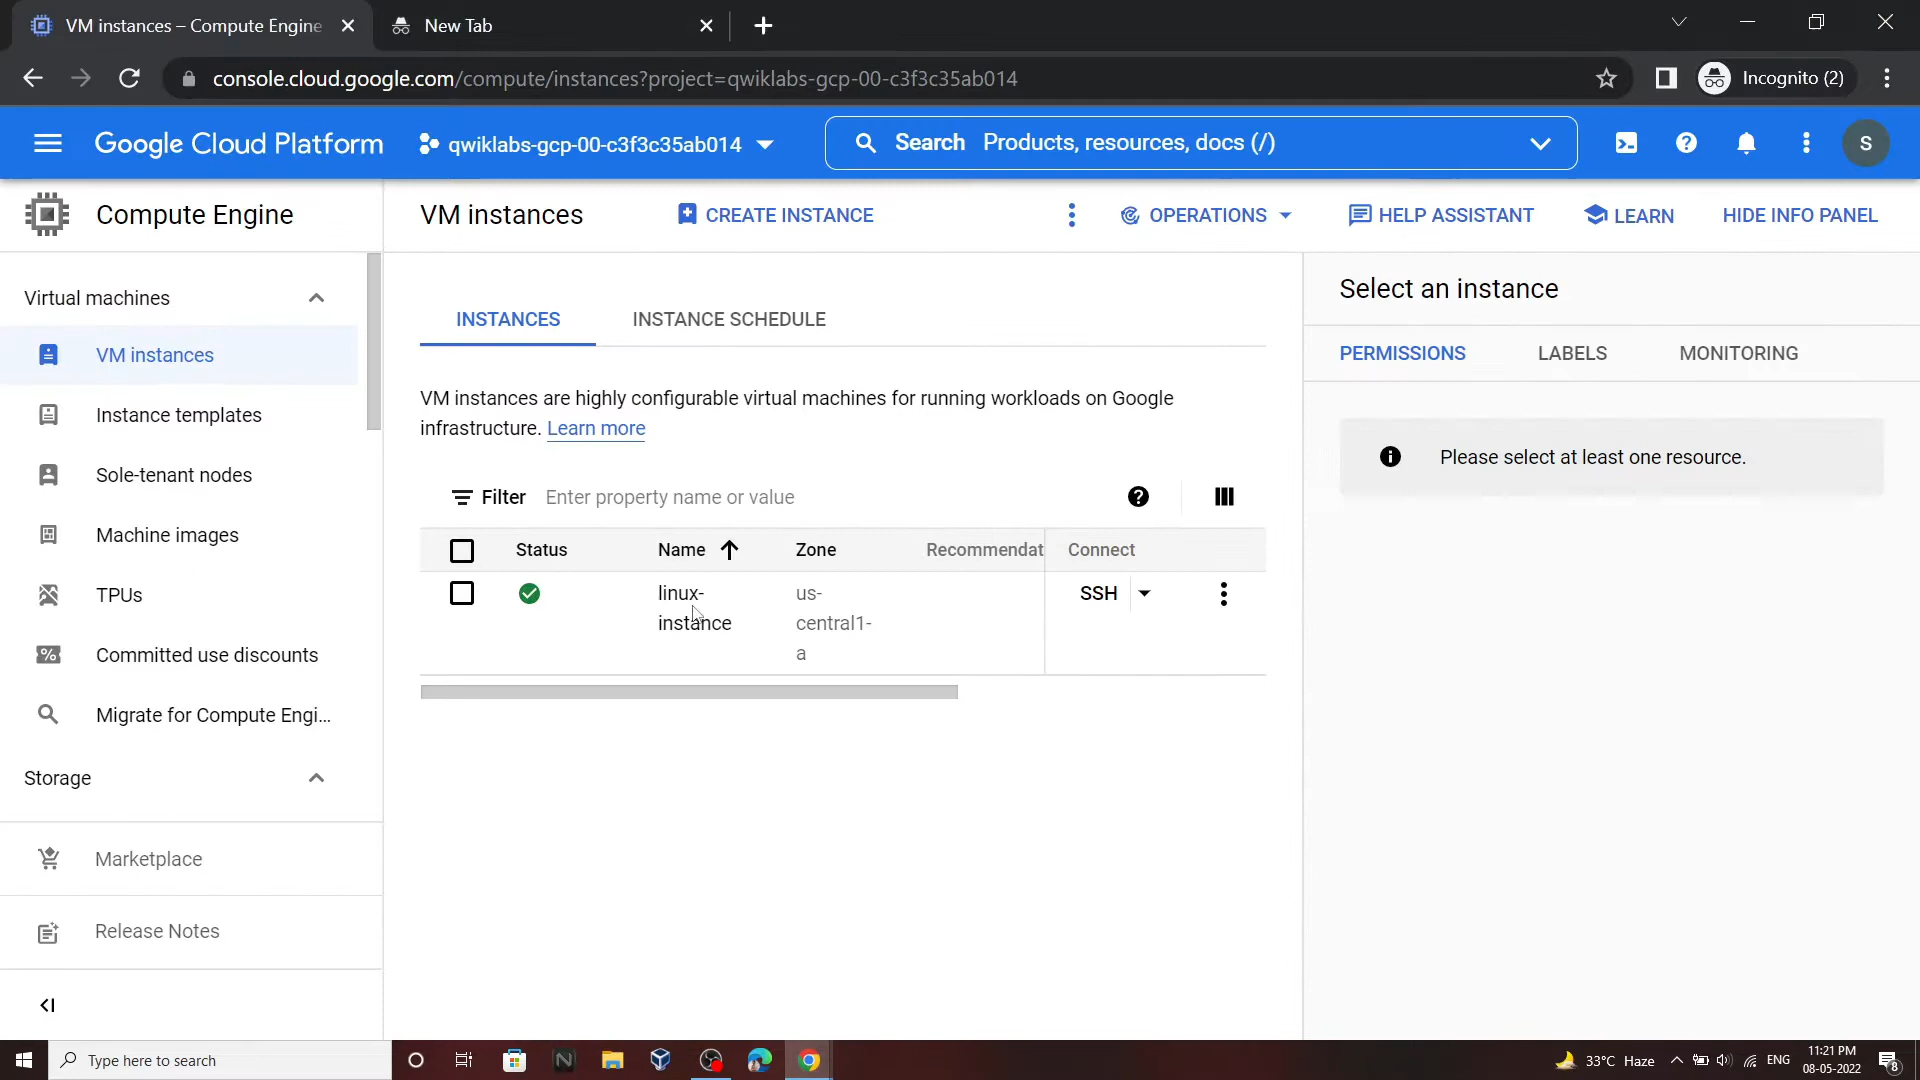 VM instances – Compute Engine
New Tab
console.cloud.google.com/compute/instances?project=qwiklabs-gcp-00-c3f3c35ab014
Incognito (2)
Google Cloud Platform
qwiklabs-gcp-00-c3f3c35ab014
Search Products, resources, docs (/)
S
Compute Engine
VM instances
CREATE INSTANCE
OPERATIONS
HELP ASSISTANT
LEARN
HIDE INFO PANEL
Virtual machines
VM instances
Instance templates
Sole-tenant nodes
Machine images
TPUs
Committed use discounts
Migrate for Compute Engi...
Storage
Marketplace
Release Notes
INSTANCES
INSTANCE SCHEDULE
VM instances are highly configurable virtual machines for running workloads on Google
infrastructure. Learn more
Filter Enter property name or value
Status Name Zone Recommendat Connect
linux-
instance
us-
central1-
a
SSH
Select an instance
PERMISSIONS
LABELS
MONITORING
Please select at least one resource.
Type here to search
33°C Haze
ENG
11:21 PM
08-05-2022
8